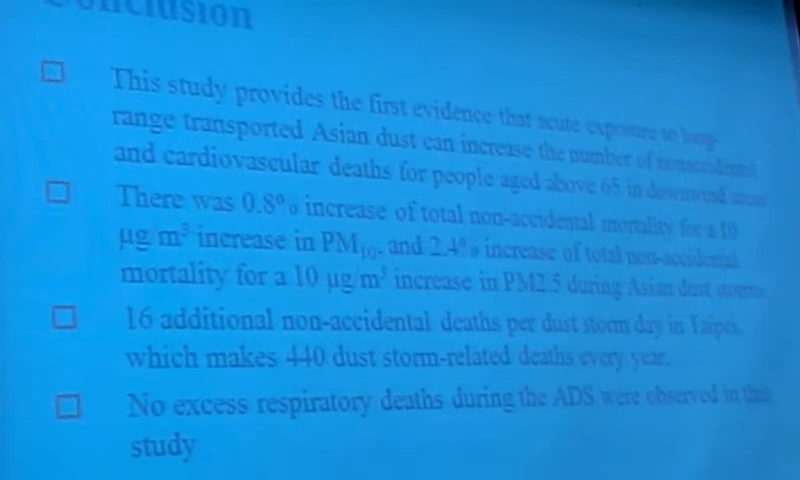 Conclusion
This study provides the first evidence that acute exposure to long-
range transported Asian dust can increase the number of nonaccidental
and cardiovascular deaths for people aged above 65 in downwind areas
There was 0.8% increase of total non-accidental mortality for a 10
μg/m³ increase in PM₁₀, and 2.4% increase of total non-accidental
mortality for a 10 μg/m³ increase in PM2.5 during Asian dust storms
16 additional non-accidental deaths per dust storm day in Taipei,
which makes 440 dust storm-related deaths every year.
No excess respiratory deaths during the ADS were observed in this
study